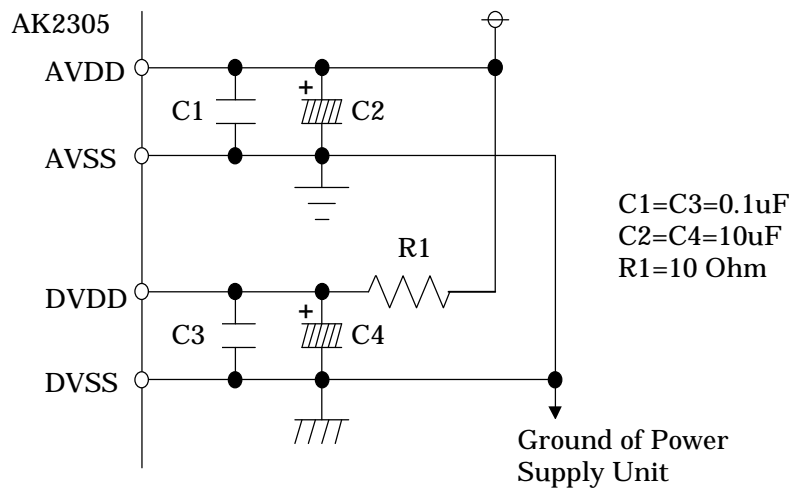 AK2305
AVDD
+
C1
C2
AVSS
C1=C3=0.1uF
C2=C4=10uF
R1=10 Ohm
R1
DVDD
+
C3
C4
DVSS
Ground of Power
Supply Unit